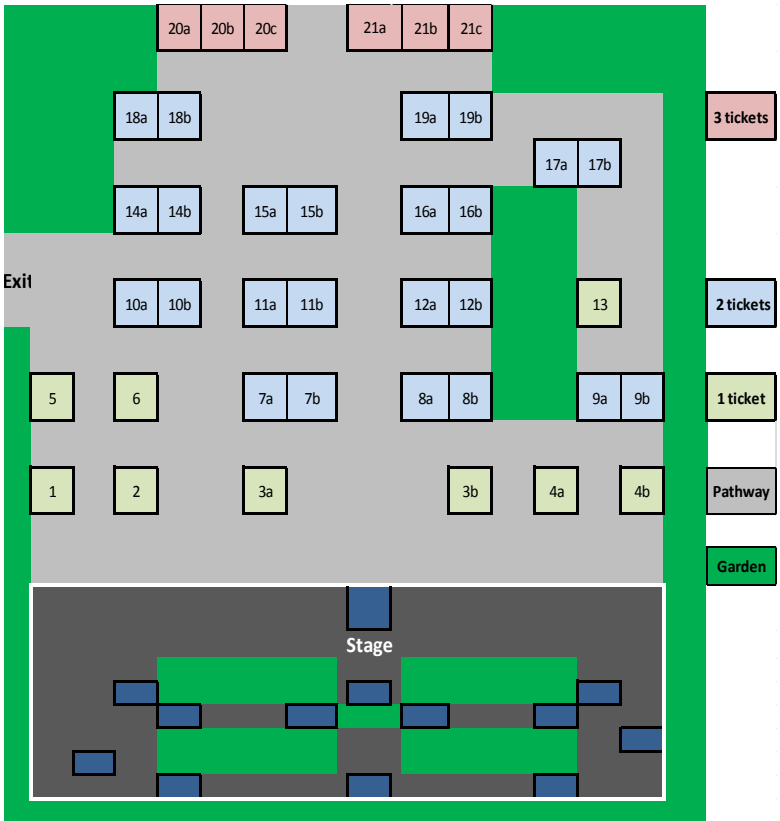 20a 20b 20c 21a 21b 21c
18a 18b 19a 19b 3 tickets
17a 17b
14a 14b 15a 15b 16a 16b
Exit
10a 10b 11a 11b 12a 12b 13 2 tickets
5 6 7a 7b 8a 8b 9a 9b 1 ticket
1 2 3a 3b 4a 4b Pathway
Garden
Stage